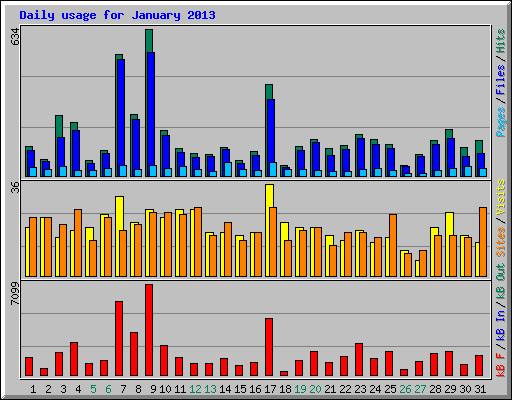 Daily usage for January 2013
634
Pages / Files / Hits
36
Sites / Visits
7099
kB F / kB In / kB Out
1 2 3 4 5 6 7 8 9 10 11 12 13 14 15 16 17 18 19 20 21 22 23 24 25 26 27 28 29 30 31